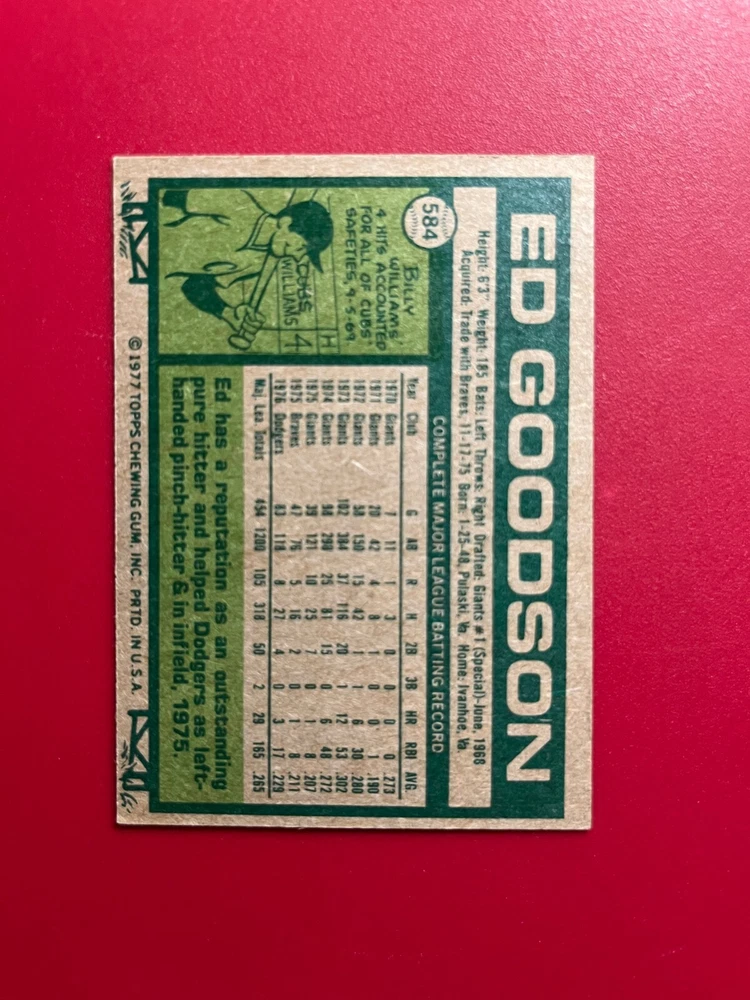 ED GOODSON
584
Height: 6'3" Weight: 185 Bats: Left Throws: Right Drafted: Giants #1 (Special)-June, 1968
Acquired: Trade with Braves, 11-17-75 Born: 1-25-48, Pulaski, Va. Home: Ivanhoe, Va.
COMPLETE MAJOR LEAGUE BATTING RECORD
Year Club G AB R H 2B 3B HR RBI AVG.
1970 Giants 7 11 1 3 0 0 0 0 .273
1971 Giants 20 42 4 8 1 0 0 1 .190
1972 Giants 58 150 15 42 1 1 6 30 .280
1973 Giants 102 384 37 116 20 1 12 53 .302
1974 Giants 98 298 25 81 15 0 6 48 .272
1975 Giants 39 121 10 25 7 0 1 8 .207
1975 Braves 47 76 5 16 2 0 1 8 .211
1976 Dodgers 83 118 8 27 4 0 3 17 .229
Maj. Lea. Totals 454 1200 105 318 50 2 29 165 .265
BILLY
WILLIAMS'
4 HITS ACCOUNTED
FOR ALL OF CUBS'
SAFETIES, 9-5-69.
CUBS H
WILLIAMS 4
Ed has a reputation as an outstanding
pure hitter and helped Dodgers as left-
handed pinch-hitter & in infield, 1975.
© 1977 TOPPS CHEWING GUM, INC. PRTD. IN U.S.A.